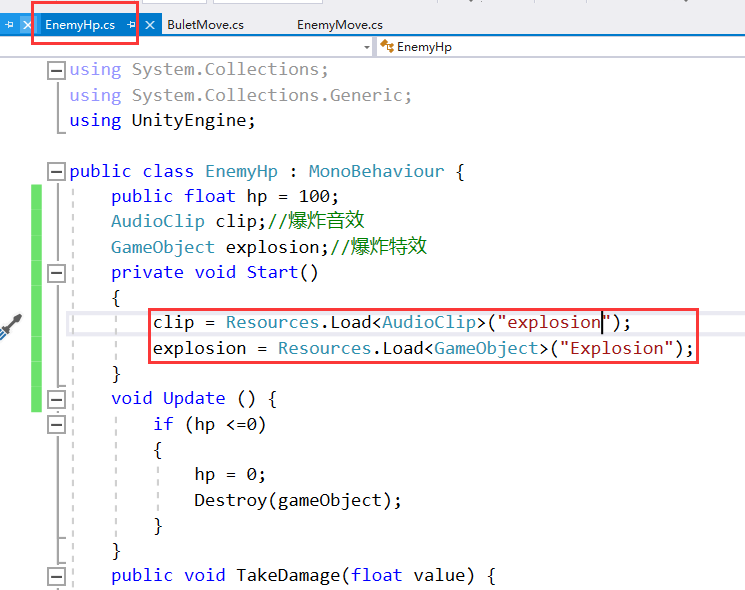 EnemyHp.cs BuletMove.cs EnemyMove.cs
EnemyHp
using System.Collections;
using System.Collections.Generic;
using UnityEngine;
public class EnemyHp : MonoBehaviour {
public float hp = 100;
AudioClip clip;//爆炸音效
GameObject explosion;//爆炸特效
private void Start()
{
clip = Resources.Load<AudioClip>("explosion");
explosion = Resources.Load<GameObject>("Explosion");
}
void Update () {
if (hp <=0)
{
hp = 0;
Destroy(gameObject);
}
}
public void TakeDamage(float value) {